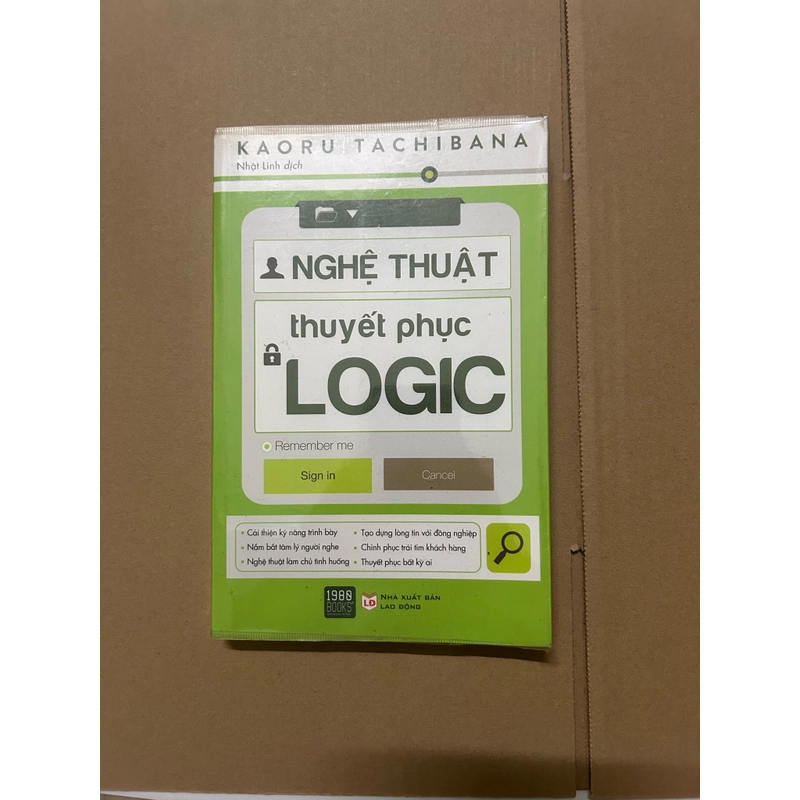 KAORU TACHIBANA
Nhật Linh dịch
NGHỆ THUẬT
thuyết phục
LOGIC
Remember me
Sign in
Cancel
• Cải thiện kỹ năng trình bày
• Nắm bắt tâm lý người nghe
• Nghệ thuật làm chủ tình huống
• Tạo dựng lòng tin với đồng nghiệp
• Chinh phục trái tim khách hàng
• Thuyết phục bất kỳ ai
1980
BOOKS
LĐ
NHÀ XUẤT BẢN
LAO ĐỘNG